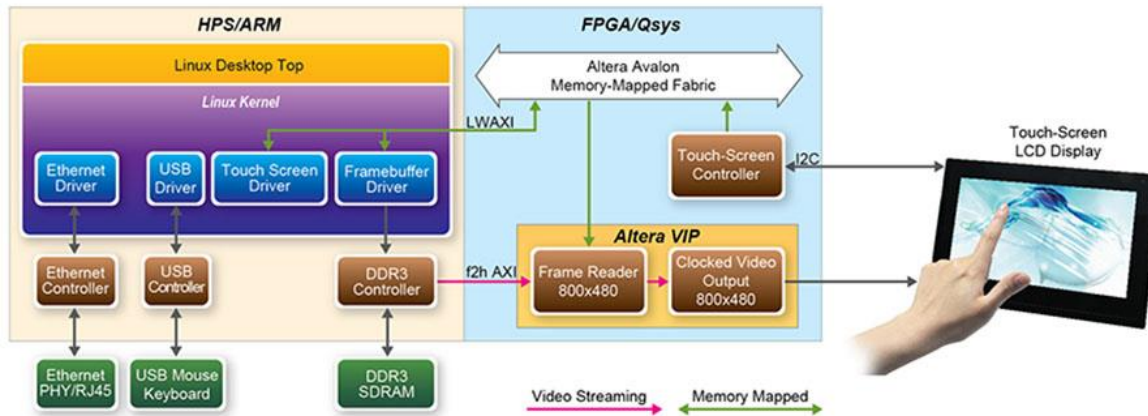 HPS/ARM
FPGA/Qsys
Linux Desktop Top
Linux Kernel
Altera Avalon
Memory-Mapped Fabric
LWAXI
Ethernet
Driver
USB
Driver
Touch Screen
Driver
Framebuffer
Driver
Touch-Screen
Controller
I2C
Touch-Screen
LCD Display
Altera VIP
Ethernet
Controller
USB
Controller
DDR3
Controller
f2h AXI
Frame Reader
800x480
Clocked Video
Output
800x480
Ethernet
PHY/RJ45
USB Mouse
Keyboard
DDR3
SDRAM
Video Streaming
Memory Mapped